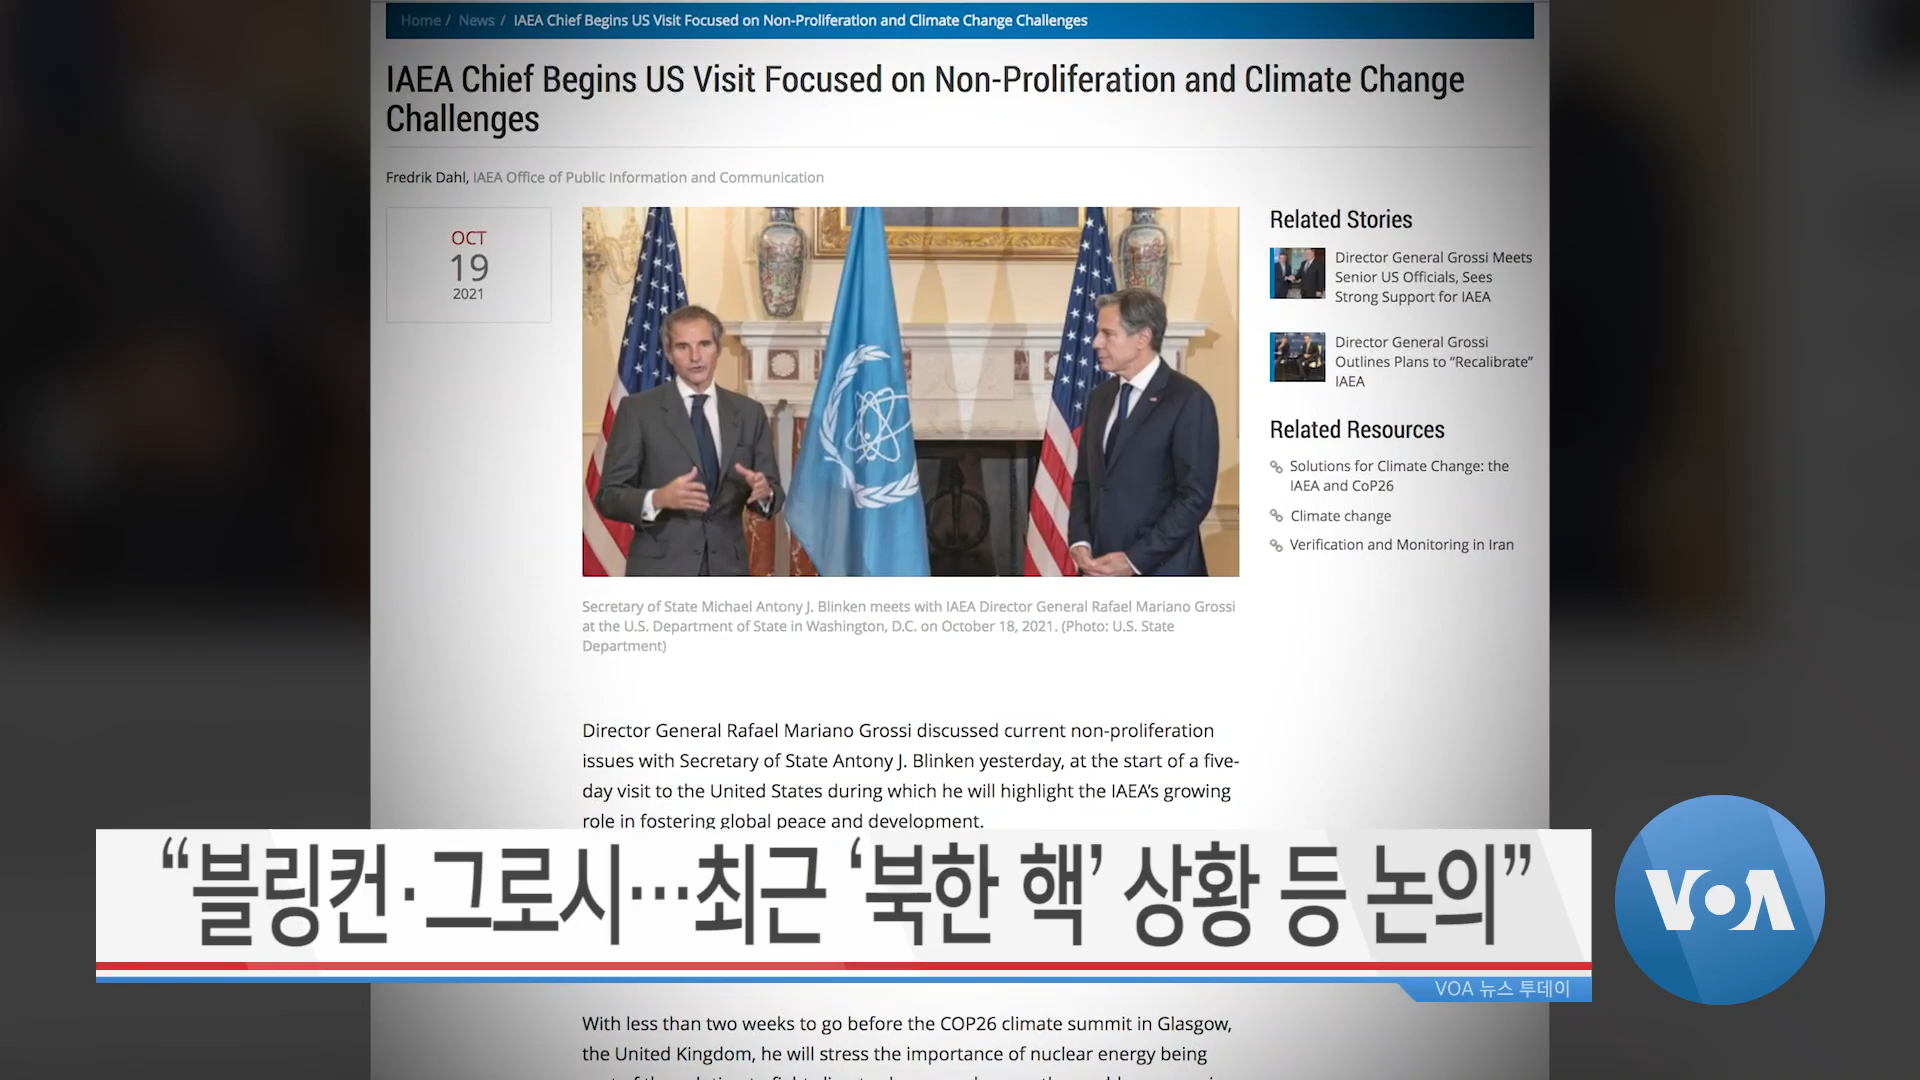 Home / News / IAEA Chief Begins US Visit Focused on Non-Proliferation and Climate Change Challenges
IAEA Chief Begins US Visit Focused on Non-Proliferation and Climate Change
Challenges
Fredrik Dahl, IAEA Office of Public Information and Communication
OCT
19
2021
Secretary of State Michael Antony J. Blinken meets with IAEA Director General Rafael Mariano Grossi
at the U.S. Department of State in Washington, D.C. on October 18, 2021. (Photo: U.S. State
Department)
Director General Rafael Mariano Grossi discussed current non-proliferation
issues with Secretary of State Antony J. Blinken yesterday, at the start of a five-
day visit to the United States during which he will highlight the IAEA's growing
role in fostering global peace and development.
Related Stories
Director General Grossi Meets
Senior US Officials, Sees
Strong Support for IAEA
Director General Grossi
Outlines Plans to “Recalibrate”
IAEA
Related Resources
Solutions for Climate Change: the
IAEA and CoP26
Climate change
Verification and Monitoring in Iran
“블링컨·그로시…최근 ‘북한 핵’ 상황 등 논의”
VOA
VOA 뉴스 투데이
With less than two weeks to go before the COP26 climate summit in Glasgow,
the United Kingdom, he will stress the importance of nuclear energy being